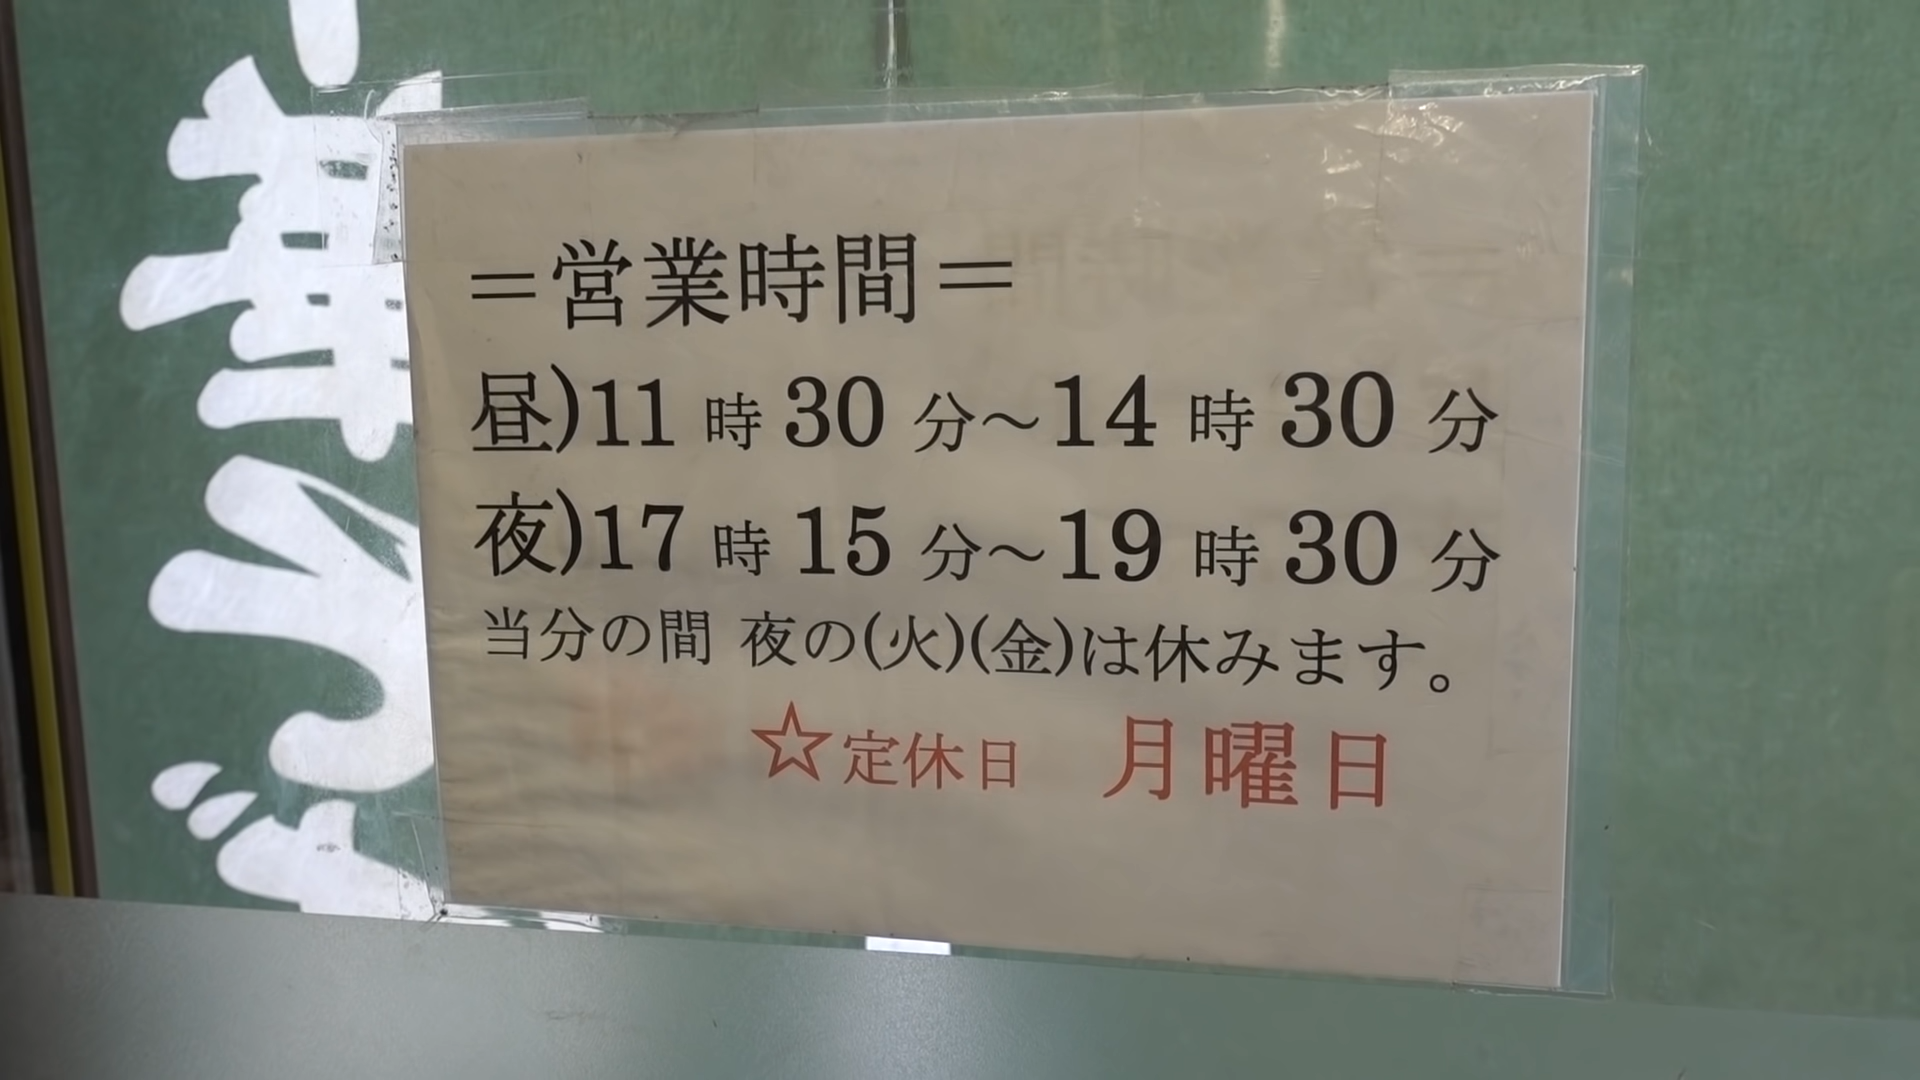 =営業時間=
昼)11時30分～14時30分
夜)17時15分～19時30分
当分の間 夜の(火)(金)は休みます。
☆定休日 月曜日